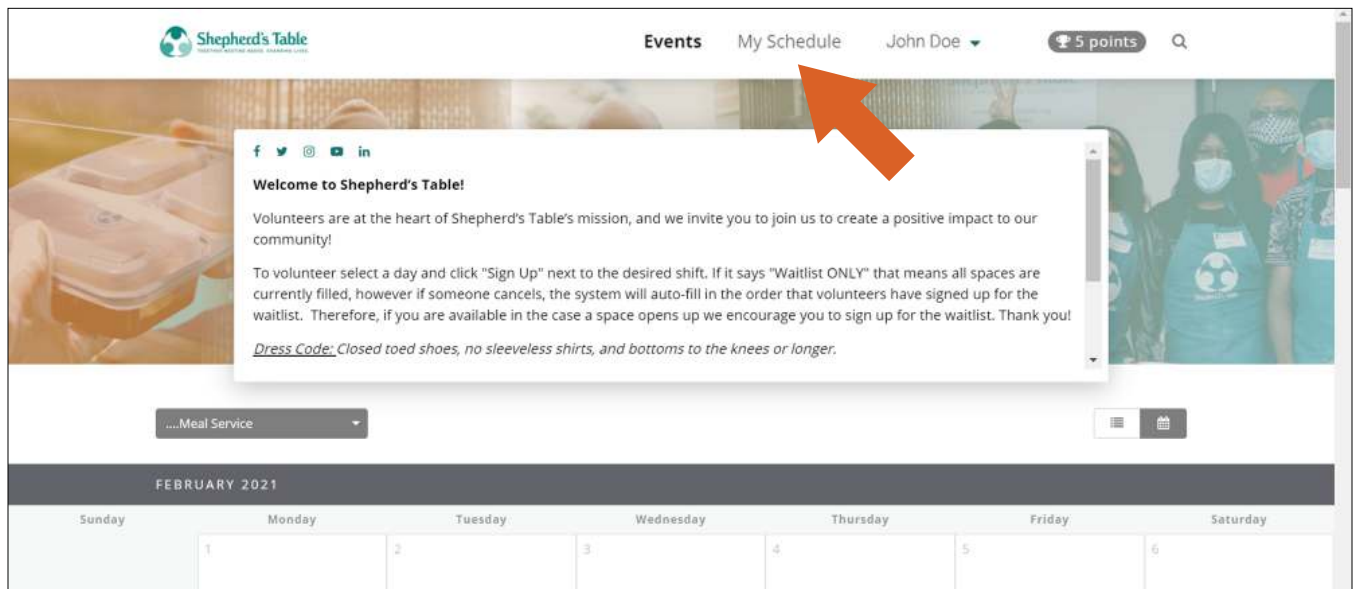 Shepherd's Table
Events My Schedule John Doe 5 points
Welcome to Shepherd's Table!
Volunteers are at the heart of Shepherd's Table's mission, and we invite you to join us to create a positive impact to our
community!
To volunteer select a day and click "Sign Up" next to the desired shift. If it says "Waitlist ONLY" that means all spaces are
currently filled, however if someone cancels, the system will auto-fill in the order that volunteers have signed up for the
waitlist. Therefore, if you are available in the case a space opens up we encourage you to sign up for the waitlist. Thank you!
Dress Code: Closed toed shoes, no sleeveless shirts, and bottoms to the knees or longer.
....Meal Service
FEBRUARY 2021
Sunday Monday Tuesday Wednesday Thursday Friday Saturday
1 2 3 4 5 6